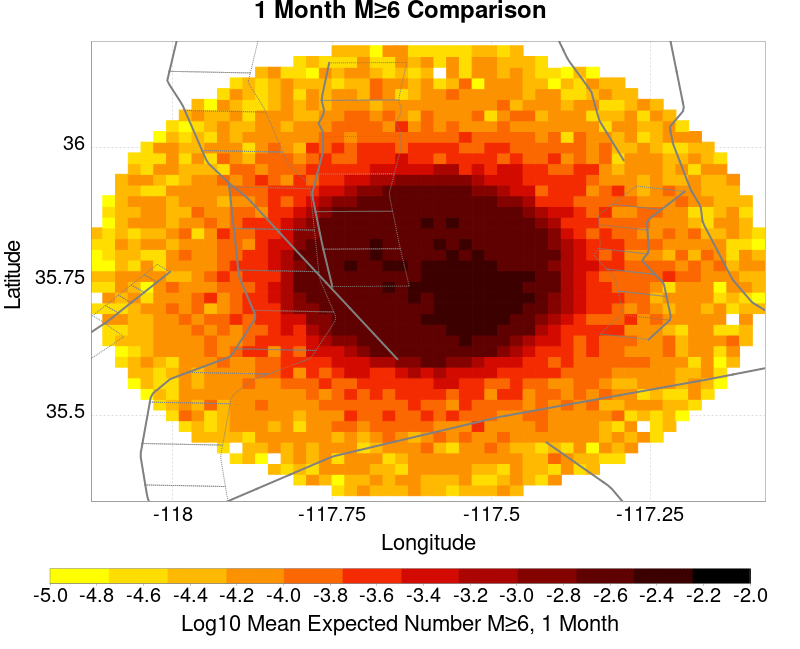 1 Month M≥6 Comparison
36
35.75
35.5
Latitude
-118 -117.75 -117.5 -117.25
Longitude
-5.0 -4.8 -4.6 -4.4 -4.2 -4.0 -3.8 -3.6 -3.4 -3.2 -3.0 -2.8 -2.6 -2.4 -2.2 -2.0
Log10 Mean Expected Number M≥6, 1 Month